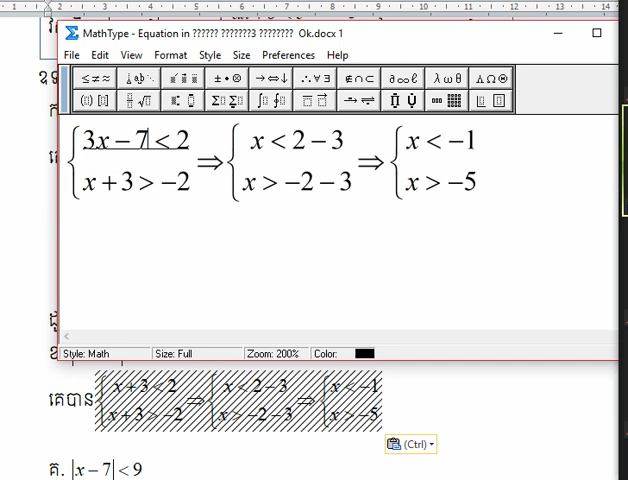 MathType - Equation in ?????? ???????3 ???????? Ok.docx 1
File Edit View Format Style Size Preferences Help
3x − 7 < 2 ⇒ x < 2 − 3 ⇒ x < −1
x + 3 > −2 x > −2 − 3 x > −5
Style: Math Size: Full Zoom: 200% Color:
គេបាន x + 3 < 2 ⇒ x < 2 − 3 ⇒ x < −1
x + 3 > −2 x > −2 − 3 x > −5
(Ctrl)
គ. |x − 7| < 9